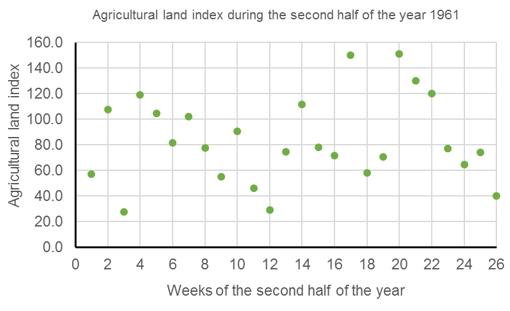 Agricultural land index during the second half of the year 1961
160.0
140.0
120.0
100.0
80.0
60.0
40.0
20.0
0.0
Agricultural land index
0 2 4 6 8 10 12 14 16 18 20 22 24 26
Weeks of the second half of the year